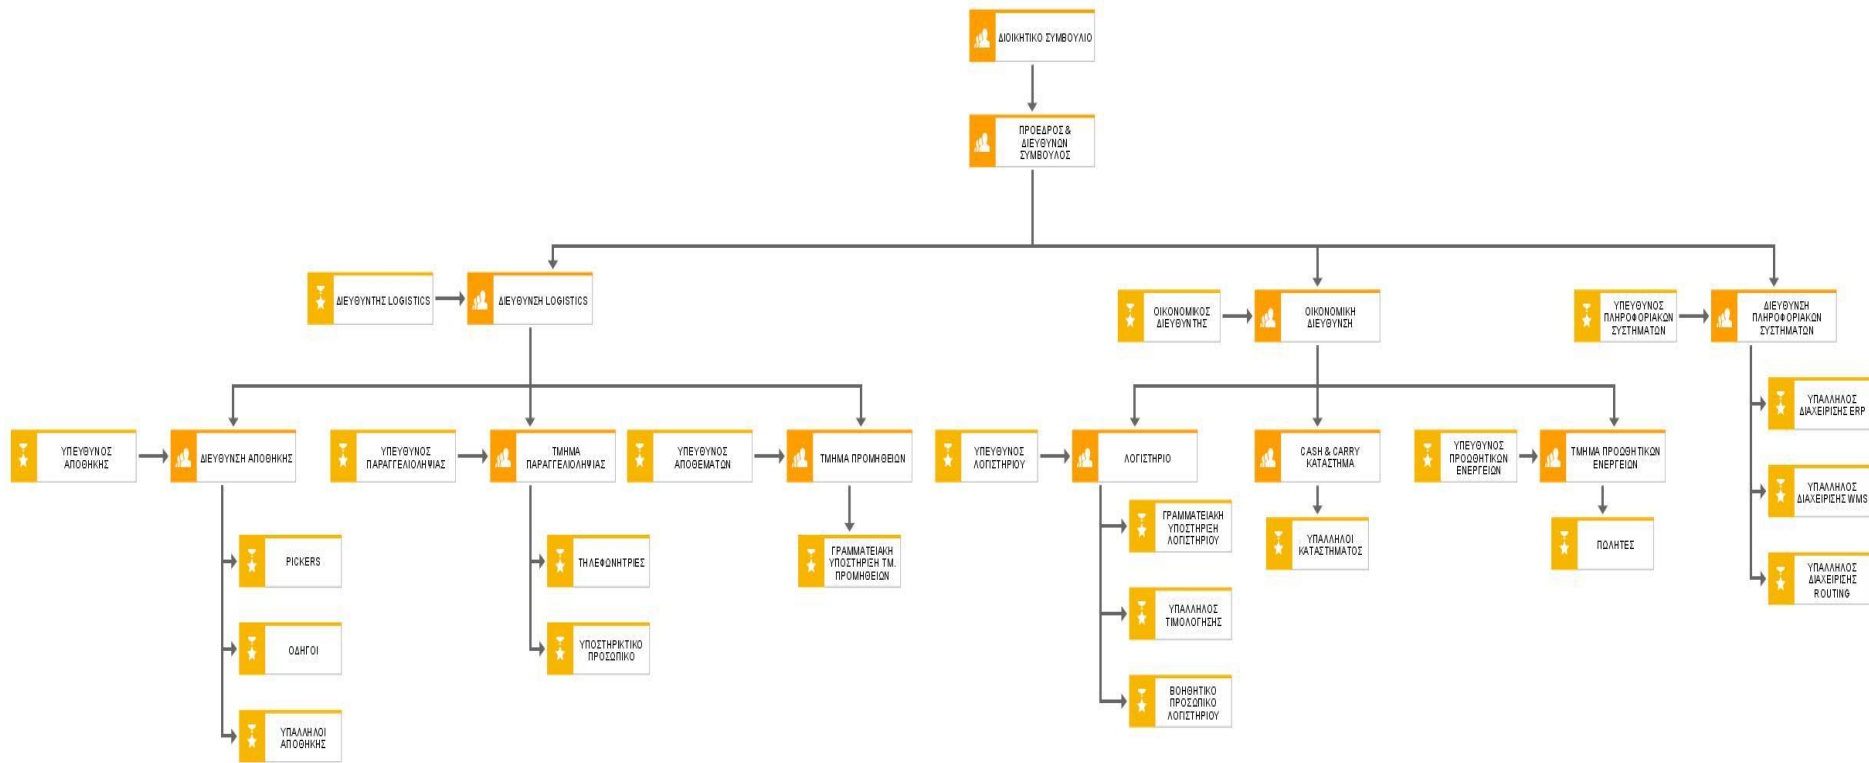 ΔΙΟΙΚΗΤΙΚΟ ΣΥΜΒΟΥΛΙΟ
ΠΡΟΕΔΡΟΣ &
ΔΙΕΥΘΥΝΩΝ
ΣΥΜΒΟΥΛΟΣ
ΔΙΕΥΘΥΝΤΗΣ LOGISTICS
ΔΙΕΥΘΥΝΣΗ LOGISTICS
ΟΙΚΟΝΟΜΙΚΟΣ
ΔΙΕΥΘΥΝΤΗΣ
ΟΙΚΟΝΟΜΙΚΗ
ΔΙΕΥΘΥΝΣΗ
ΥΠΕΥΘΥΝΟΣ
ΠΛΗΡΟΦΟΡΙΑΚΩΝ
ΣΥΣΤΗΜΑΤΩΝ
ΔΙΕΥΘΥΝΣΗ
ΠΛΗΡΟΦΟΡΙΑΚΩΝ
ΣΥΣΤΗΜΑΤΩΝ
ΥΠΕΥΘΥΝΟΣ
ΑΠΟΘΗΚΗΣ
ΔΙΕΥΘΥΝΣΗ ΑΠΟΘΗΚΗΣ
ΥΠΕΥΘΥΝΟΣ
ΠΑΡΑΓΓΕΛΙΟΛΗΨΙΑΣ
ΤΜΗΜΑ
ΠΑΡΑΓΓΕΛΙΟΛΗΨΙΑΣ
ΥΠΕΥΘΥΝΟΣ
ΑΠΟΘΕΜΑΤΩΝ
ΤΜΗΜΑ ΠΡΟΜΗΘΕΙΩΝ
ΥΠΕΥΘΥΝΟΣ
ΛΟΓΙΣΤΗΡΙΟΥ
ΛΟΓΙΣΤΗΡΙΟ
CASH & CARRY
ΚΑΤΑΣΤΗΜΑ
ΥΠΕΥΘΥΝΟΣ
ΠΡΟΩΘΗΤΙΚΩΝ
ΕΝΕΡΓΕΙΩΝ
ΤΜΗΜΑ ΠΡΟΩΘΗΤΙΚΩΝ
ΕΝΕΡΓΕΙΩΝ
ΥΠΑΛΛΗΛΟΣ
ΔΙΑΧΕΙΡΙΣΗΣ ERP
ΥΠΑΛΛΗΛΟΣ
ΔΙΑΧΕΙΡΙΣΗΣ WMS
ΥΠΑΛΛΗΛΟΣ
ΔΙΑΧΕΙΡΙΣΗΣ
ROUTING
PICKERS
ΟΔΗΓΟΙ
ΥΠΑΛΛΗΛΟΙ
ΑΠΟΘΗΚΗΣ
ΤΗΛΕΦΩΝΗΤΡΙΕΣ
ΥΠΟΣΤΗΡΙΚΤΙΚΟ
ΠΡΟΣΩΠΙΚΟ
ΓΡΑΜΜΑΤΕΙΑΚΗ
ΥΠΟΣΤΗΡΙΞΗ ΤΜ.
ΠΡΟΜΗΘΕΙΩΝ
ΓΡΑΜΜΑΤΕΙΑΚΗ
ΥΠΟΣΤΗΡΙΞΗ
ΛΟΓΙΣΤΗΡΙΟΥ
ΥΠΑΛΛΗΛΟΣ
ΤΙΜΟΛΟΓΗΣΗΣ
ΒΟΗΘΗΤΙΚΟ
ΠΡΟΣΩΠΙΚΟ
ΛΟΓΙΣΤΗΡΙΟΥ
ΥΠΑΛΛΗΛΟΙ
ΚΑΤΑΣΤΗΜΑΤΟΣ
ΠΩΛΗΤΕΣ